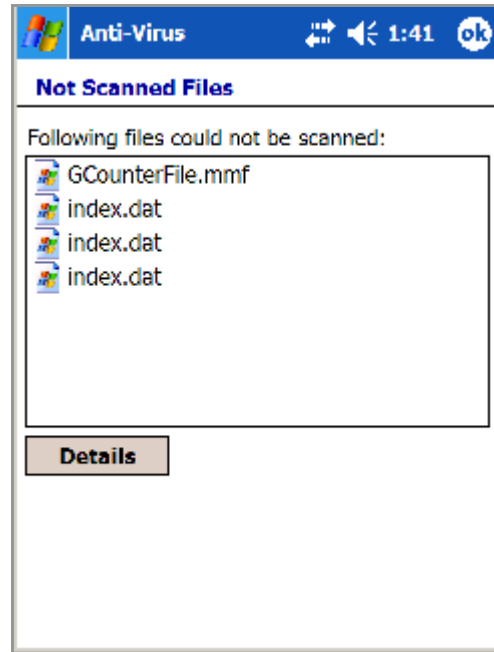 Anti-Virus 1:41 ok
Not Scanned Files
Following files could not be scanned:
GCounterFile.mmf
index.dat
index.dat
index.dat
Details